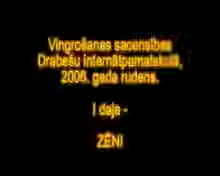 Vingrošanas sacensības
Drabešu internātpamatskolā,
2006. gada rudens.
I daļa -
ZĒNI